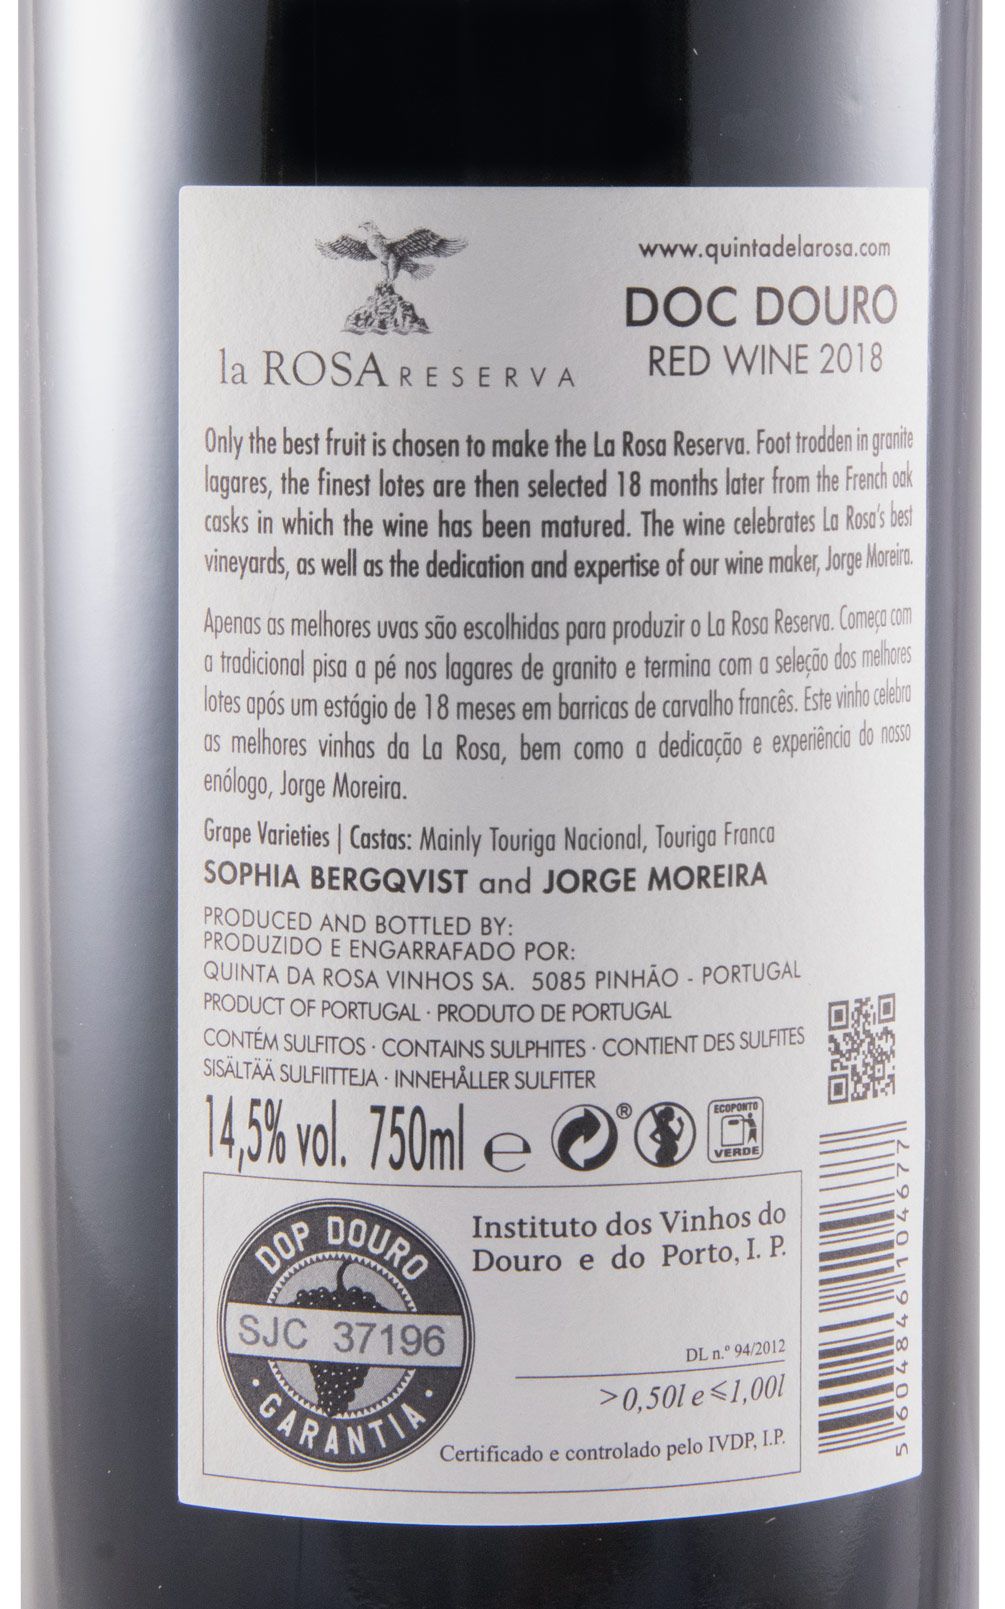 www.quintadelarosa.com
DOC DOURO
RED WINE 2018
la ROSA RESERVA
Only the best fruit is chosen to make the La Rosa Reserva. Foot trodden in granite
lagares, the finest lotes are then selected 18 months later from the French oak
casks in which the wine has been matured. The wine celebrates La Rosa's best
vineyards, as well as the dedication and expertise of our wine maker, Jorge Moreira.
Apenas as melhores uvas são escolhidas para produzir o La Rosa Reserva. Começa com
a tradicional pisa a pé nos lagares de granito e termina com a seleção dos melhores
lotes após um estágio de 18 meses em barricas de carvalho francês. Este vinho celebra
as melhores vinhas da La Rosa, bem como a dedicação e experiência do nosso
enólogo, Jorge Moreira.
Grape Varieties | Castas: Mainly Touriga Nacional, Touriga Franca
SOPHIA BERGQVIST and JORGE MOREIRA
PRODUCED AND BOTTLED BY:
PRODUZIDO E ENGARRAFADO POR:
QUINTA DA ROSA VINHOS SA. 5085 PINHÃO - PORTUGAL
PRODUCT OF PORTUGAL · PRODUTO DE PORTUGAL
CONTÉM SULFITOS · CONTAINS SULPHITES · CONTIENT DES SULFITES
SISÄLTÄÄ SULFIITTEJA · INNEHÅLLER SULFITER
14,5% vol. 750ml e ®
ECOPONTO
VERDE
DOP DOURO
SJC 37196
· GARANTIA ·
Instituto dos Vinhos do
Douro e do Porto, I. P.
DL n.º 94/2012
>0,50l e ≤1,00l
Certificado e controlado pelo IVDP, I.P.
5 604846 104677